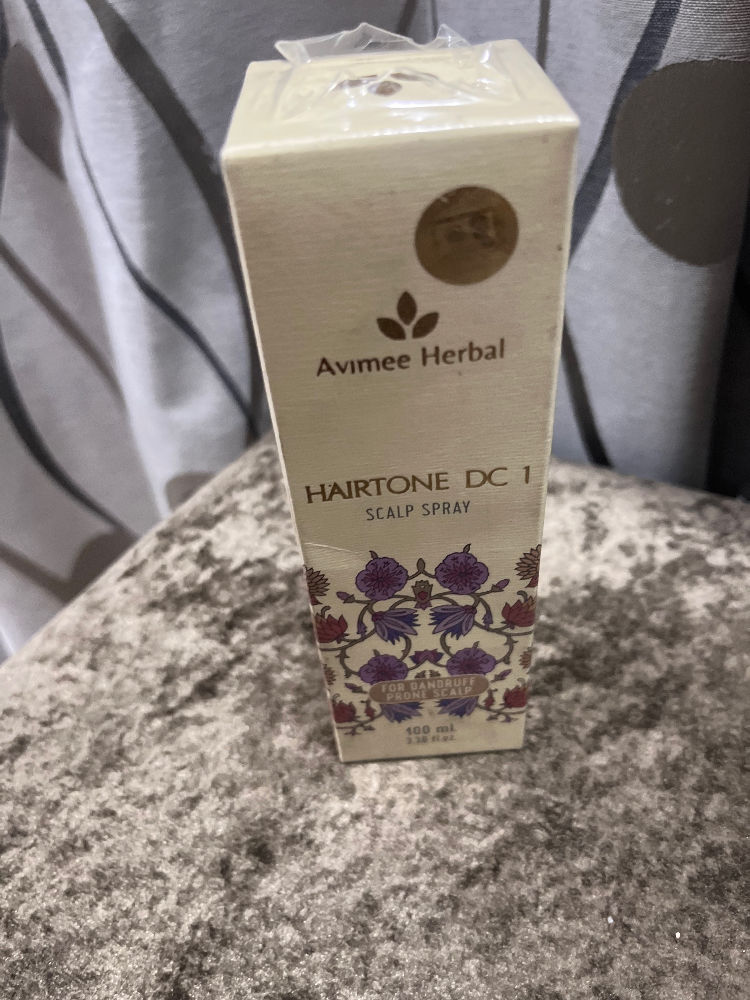 Avimee Herbal
HAIRTONE DC 1
SCALP SPRAY
FOR DANDRUFF
PRONE SCALP
100 mL
3.38 fl.oz.